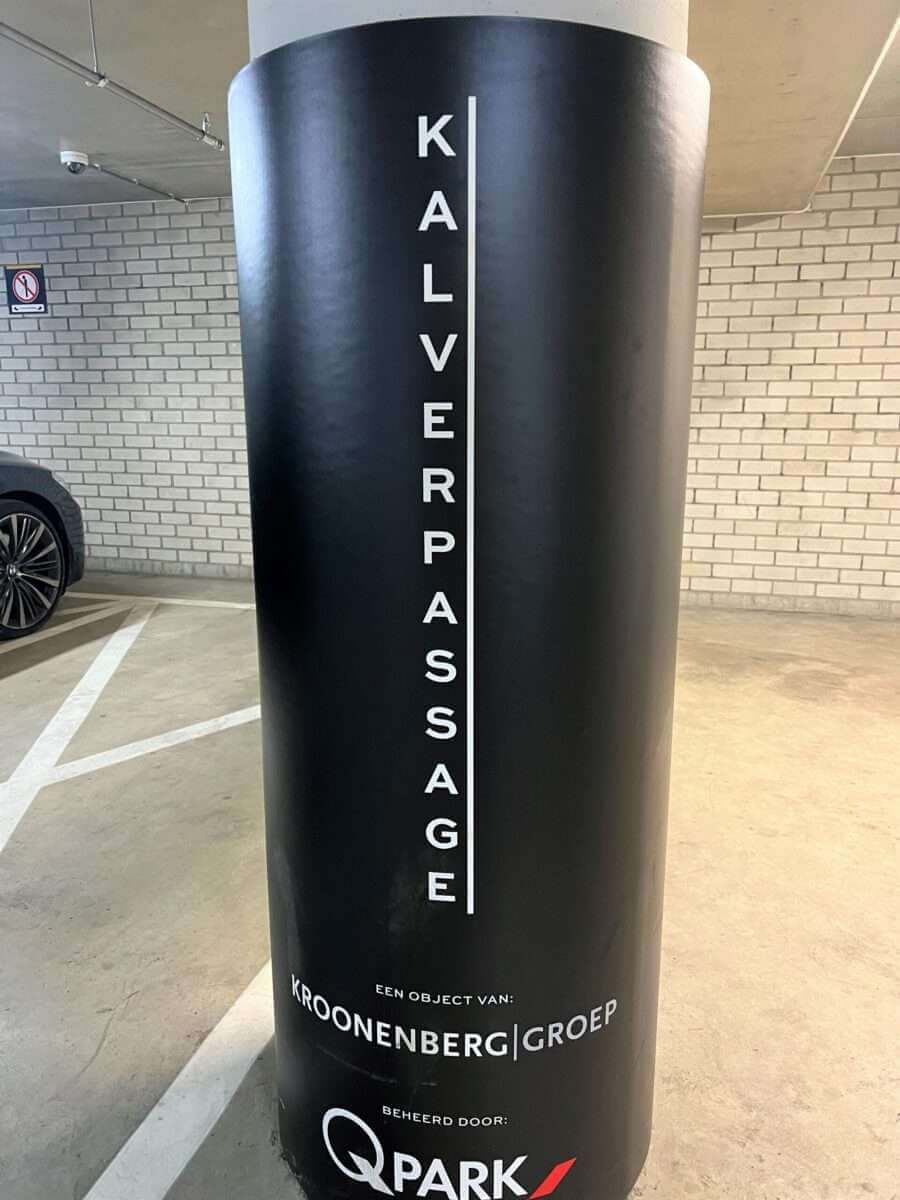 KALVERPASSAGE
EEN OBJECT VAN:
KROONENBERG|GROEP
BEHEERD DOOR:
QPARK